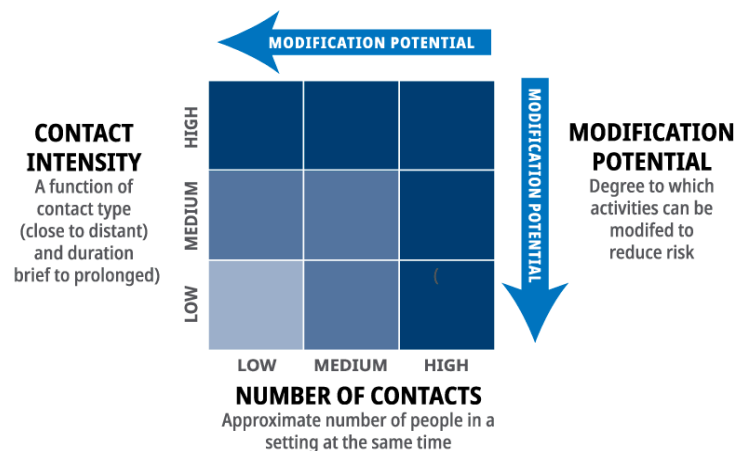 MODIFICATION POTENTIAL
CONTACT
INTENSITY
A function of
contact type
(close to distant)
and duration
brief to prolonged)
HIGH
MEDIUM
LOW
(
MODIFICATION POTENTIAL
MODIFICATION
POTENTIAL
Degree to which
activities can be
modifed to
reduce risk
LOW MEDIUM HIGH
NUMBER OF CONTACTS
Approximate number of people in a
setting at the same time